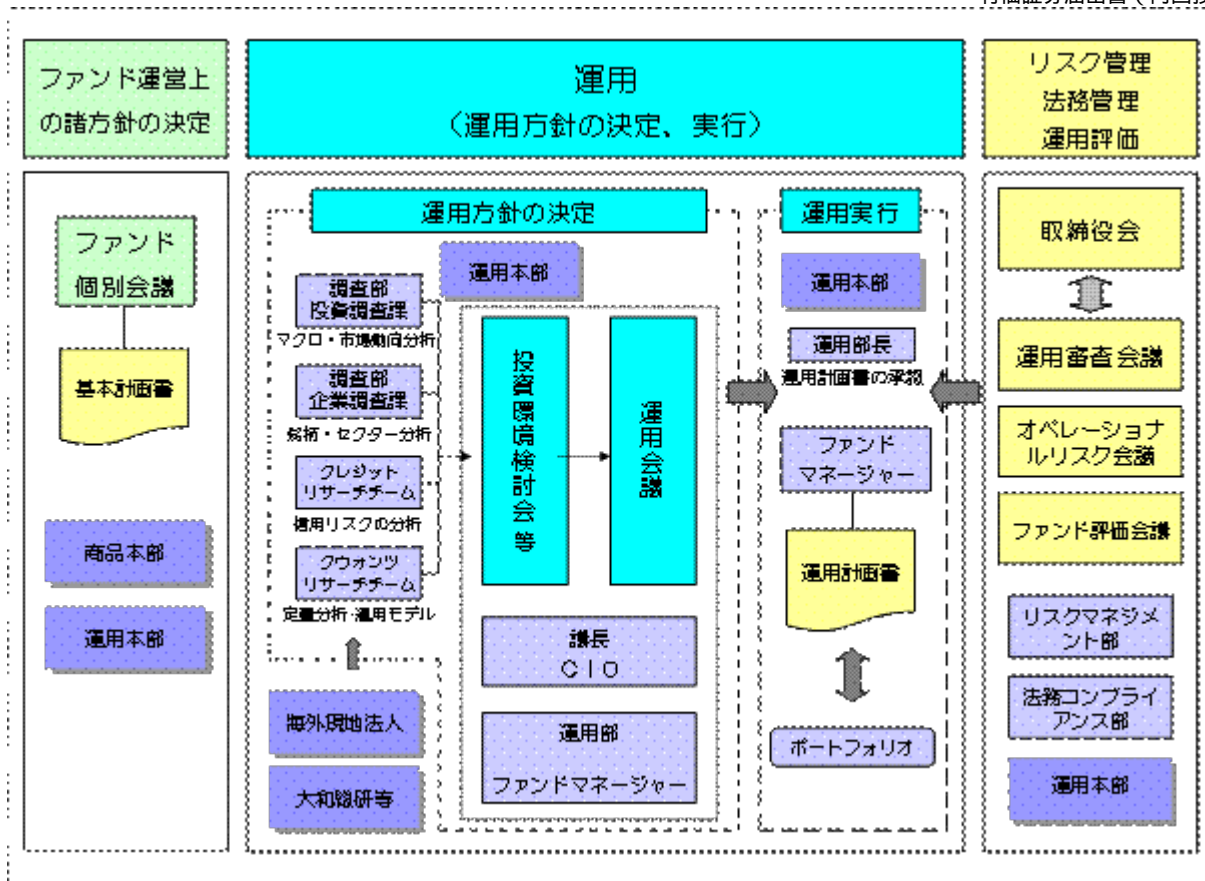 ファンド運営上
の諸方針の決定
運用
（運用方針の決定、実行）
リスク管理
法務管理
運用評価
ファンド
個別会議
基本計画書
商品本部
運用本部
運用方針の決定
運用本部
調査部
投資調査課
マクロ・市場動向分析
調査部
企業調査課
銘柄・セクター分析
クレジット
リサーチチーム
信用リスクの分析
クウォンツ
リサーチチーム
定量分析・運用モデル
海外現地法人
大和総研等
投資環境検討会等
運用会議
議長
ＣＩＯ
運用部
ファンドマネージャー
運用実行
運用本部
運用部長
運用計画書の承認
ファンド
マネージャー
運用計画書
ポートフォリオ
取締役会
運用審査会議
オペレーショナ
ルリスク会議
ファンド評価会議
リスクマネジメ
ント部
法務コンプライ
アンス部
運用本部